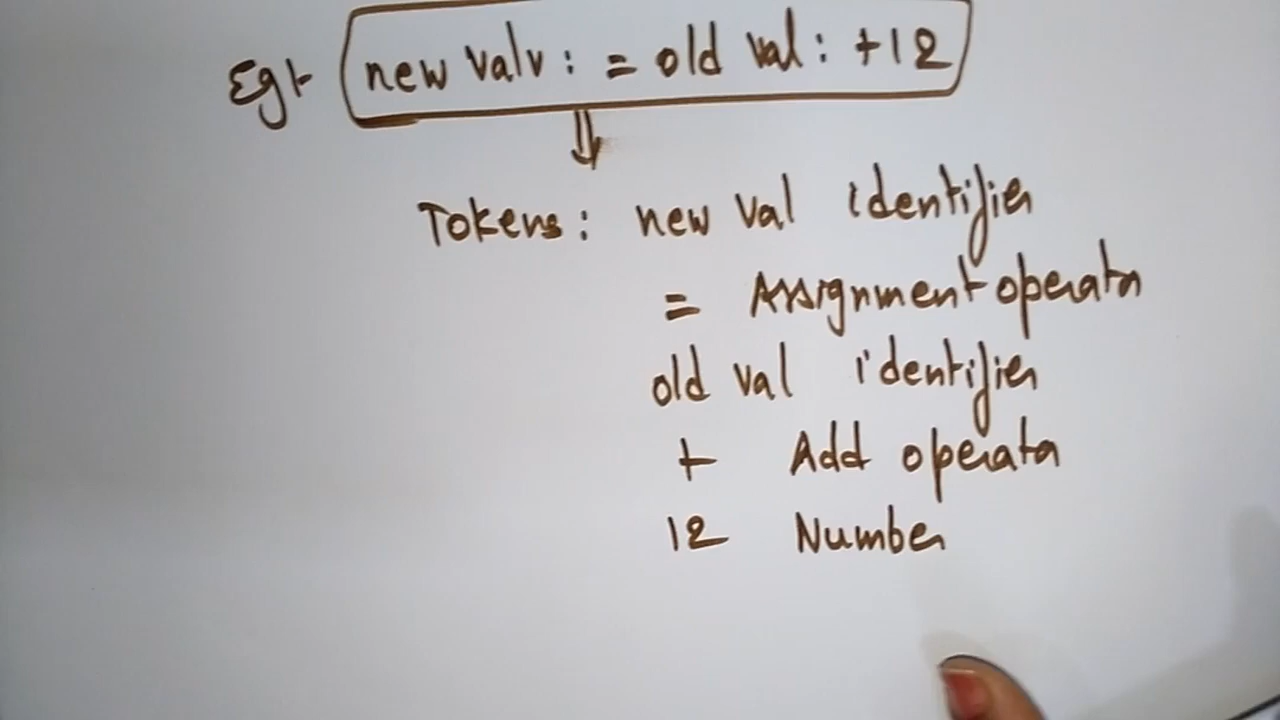 Eg:- new valv: = old val: +12
Tokens: new val identifier
= Assignment operator
old val identifier
+ Add operator
12 Number